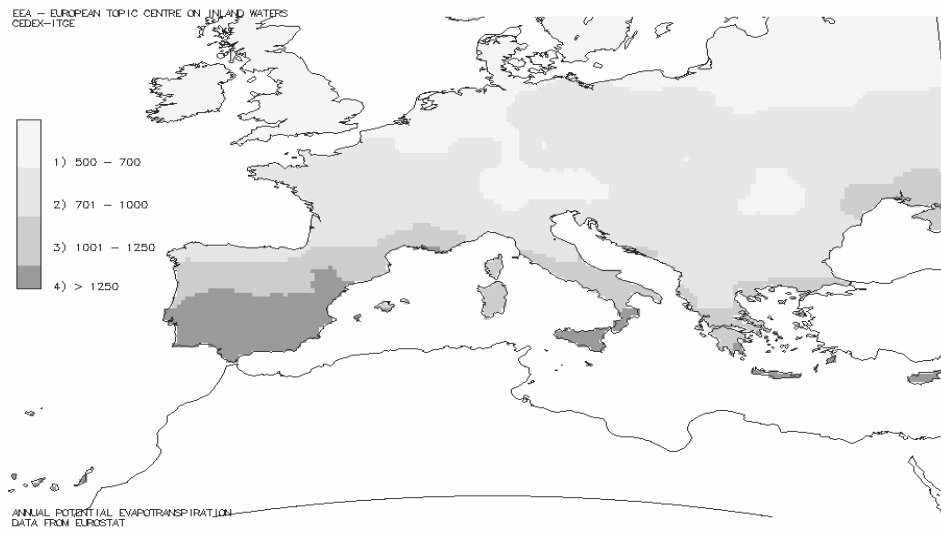 EEA – EUROPEAN TOPIC CENTRE ON INLAND WATERS
CEDEX-ITGE
1) 500 – 700
2) 701 – 1000
3) 1001 – 1250
4) > 1250
ANNUAL POTENTIAL EVAPOTRANSPIRATION
DATA FROM EUROSTAT